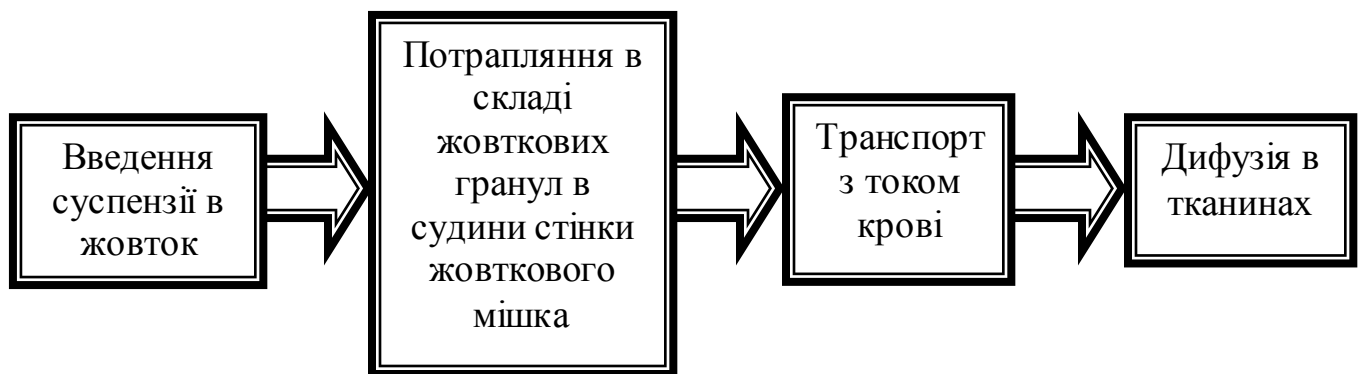 Введення
суспензії в
жовток
Потрапляння в
складі
жовткових
гранул в
судини стінки
жовткового
мішка
Транспорт
з током
крові
Дифузія в
тканинах